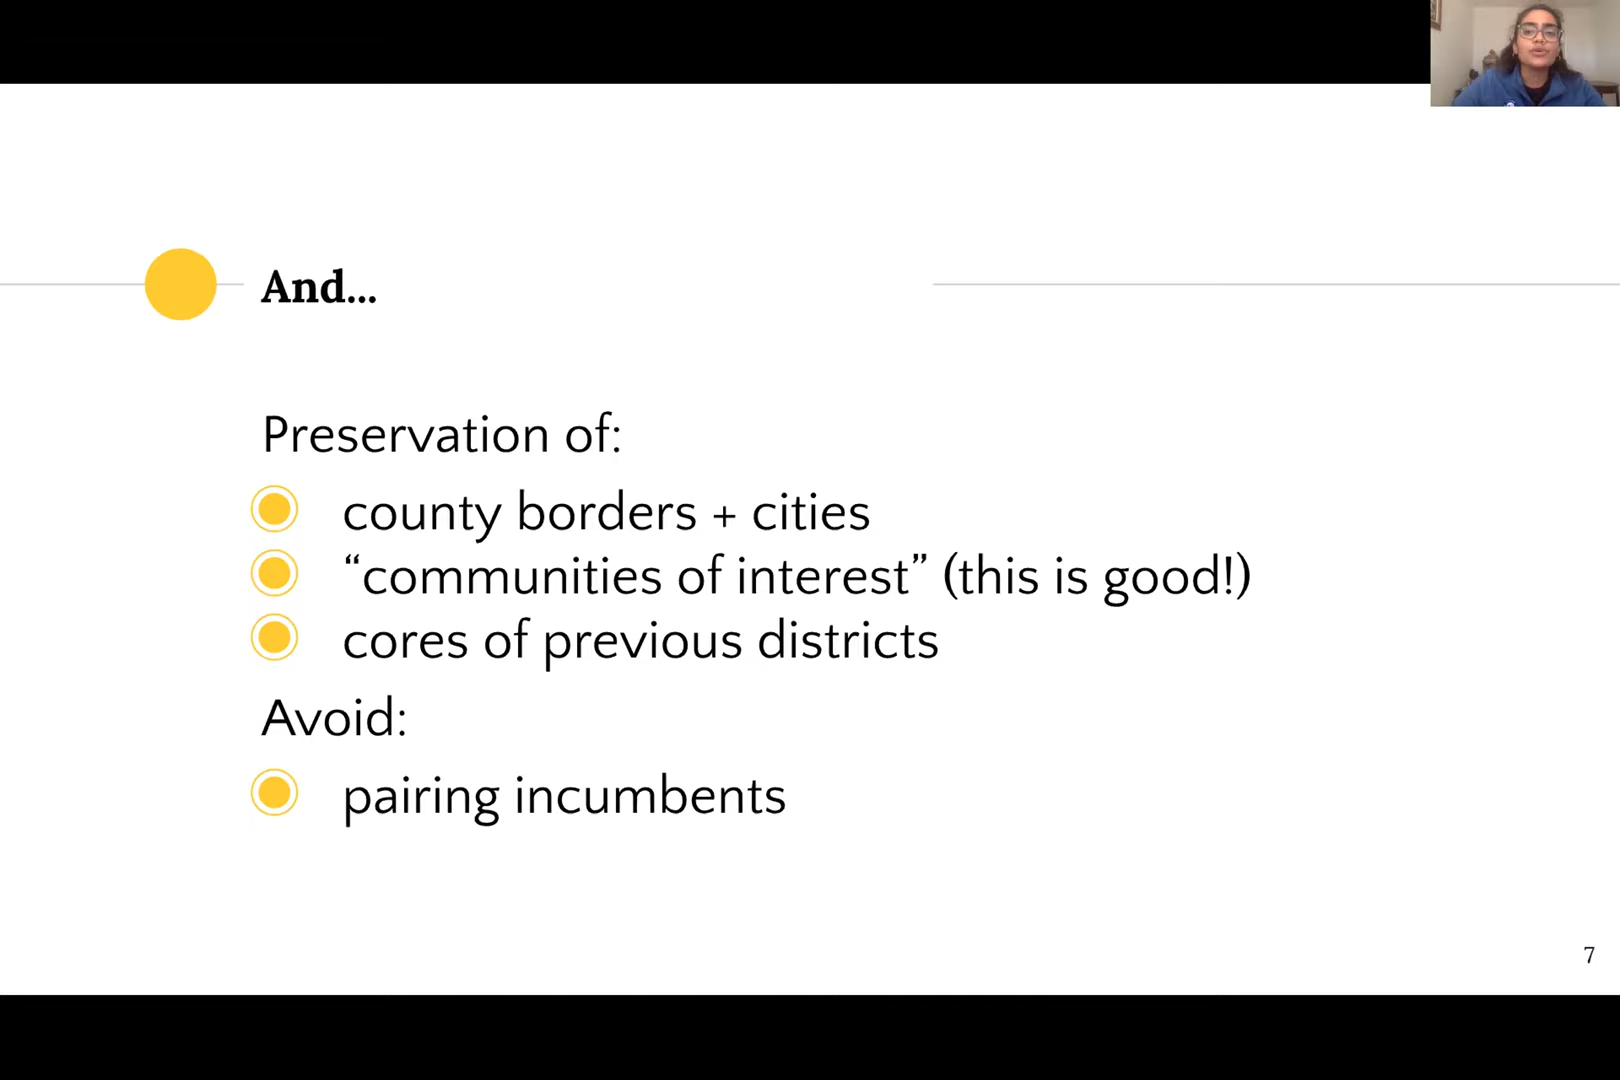 And...
Preservation of:
county borders + cities
“communities of interest” (this is good!)
cores of previous districts
Avoid:
pairing incumbents
7